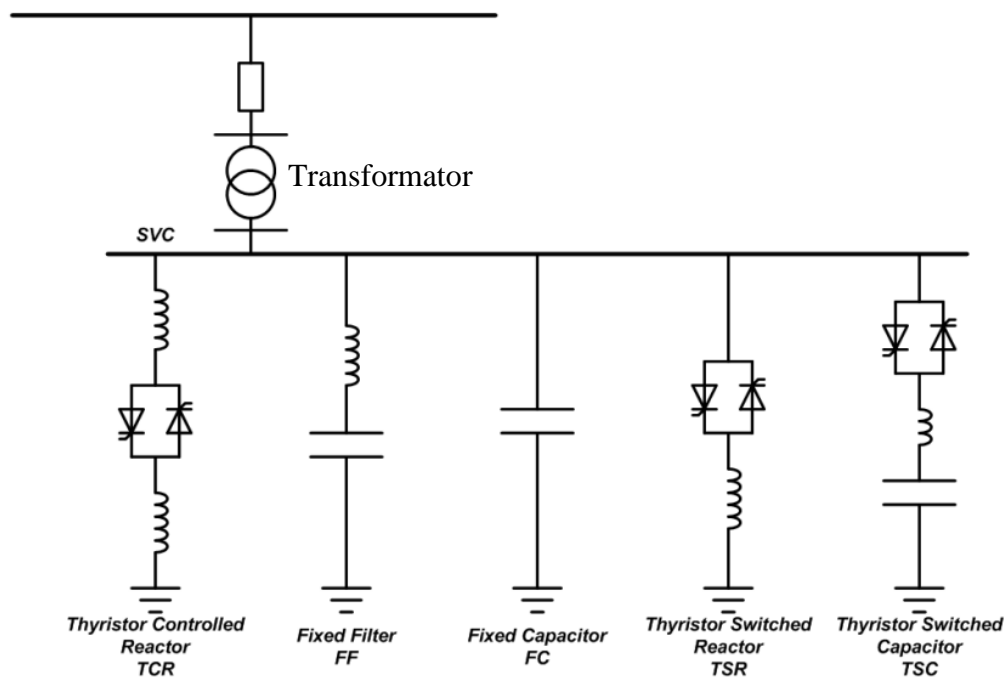 Transformator
SVC
Thyristor Controlled
Reactor
TCR
Fixed Filter
FF
Fixed Capacitor
FC
Thyristor Switched
Reactor
TSR
Thyristor Switched
Capacitor
TSC